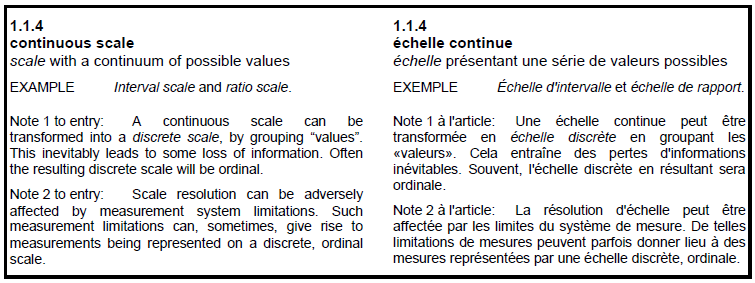 1.1.4
continuous scale
scale with a continuum of possible values
EXAMPLE Interval scale and ratio scale.
Note 1 to entry: A continuous scale can be
transformed into a discrete scale, by grouping “values”.
This inevitably leads to some loss of information. Often
the resulting discrete scale will be ordinal.
Note 2 to entry: Scale resolution can be adversely
affected by measurement system limitations. Such
measurement limitations can, sometimes, give rise to
measurements being represented on a discrete, ordinal
scale.
1.1.4
échelle continue
échelle présentant une série de valeurs possibles
EXEMPLE Échelle d'intervalle et échelle de rapport.
Note 1 à l'article: Une échelle continue peut être
transformée en échelle discrète en groupant les
«valeurs». Cela entraîne des pertes d'informations
inévitables. Souvent, l'échelle discrète en résultant sera
ordinale.
Note 2 à l'article: La résolution d'échelle peut être
affectée par les limites du système de mesure. De telles
limitations de mesures peuvent parfois donner lieu à des
mesures représentées par une échelle discrète, ordinale.